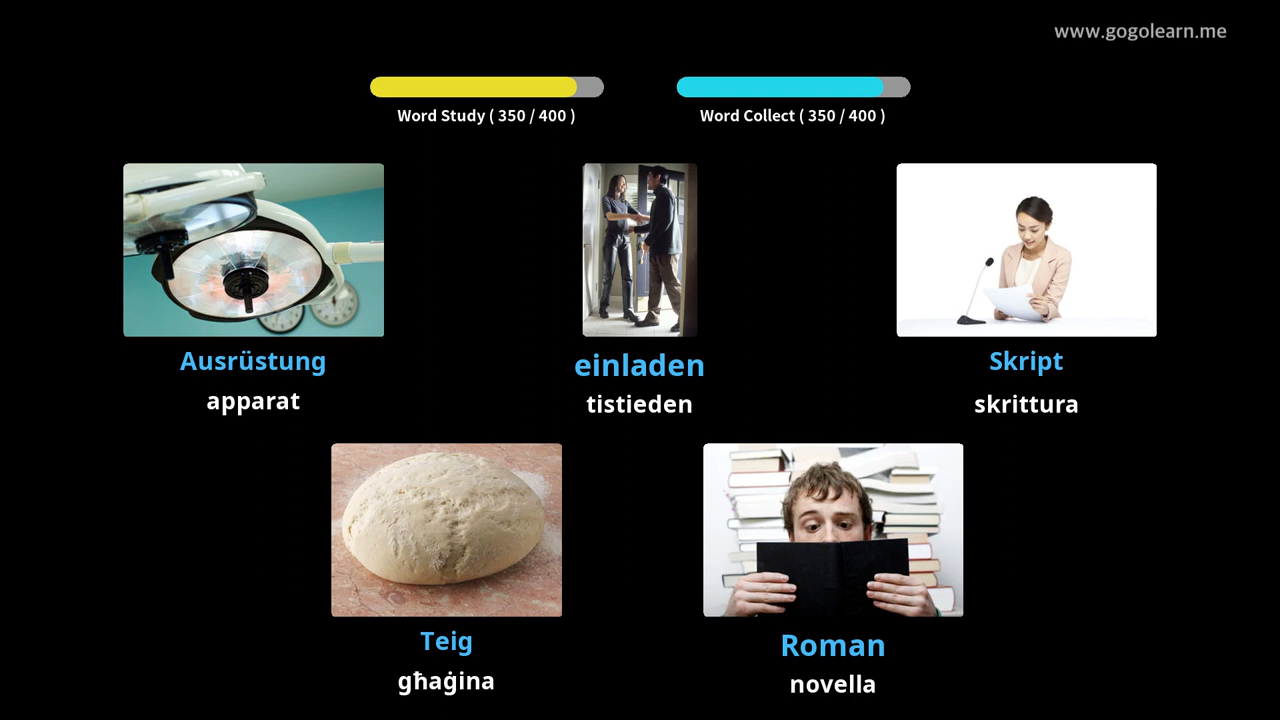 www.gogolearn.me
Word Study ( 350 / 400 )
Word Collect ( 350 / 400 )
Ausrüstung
apparat
einladen
tistieden
Skript
skrittura
Teig
għaġina
Roman
novella